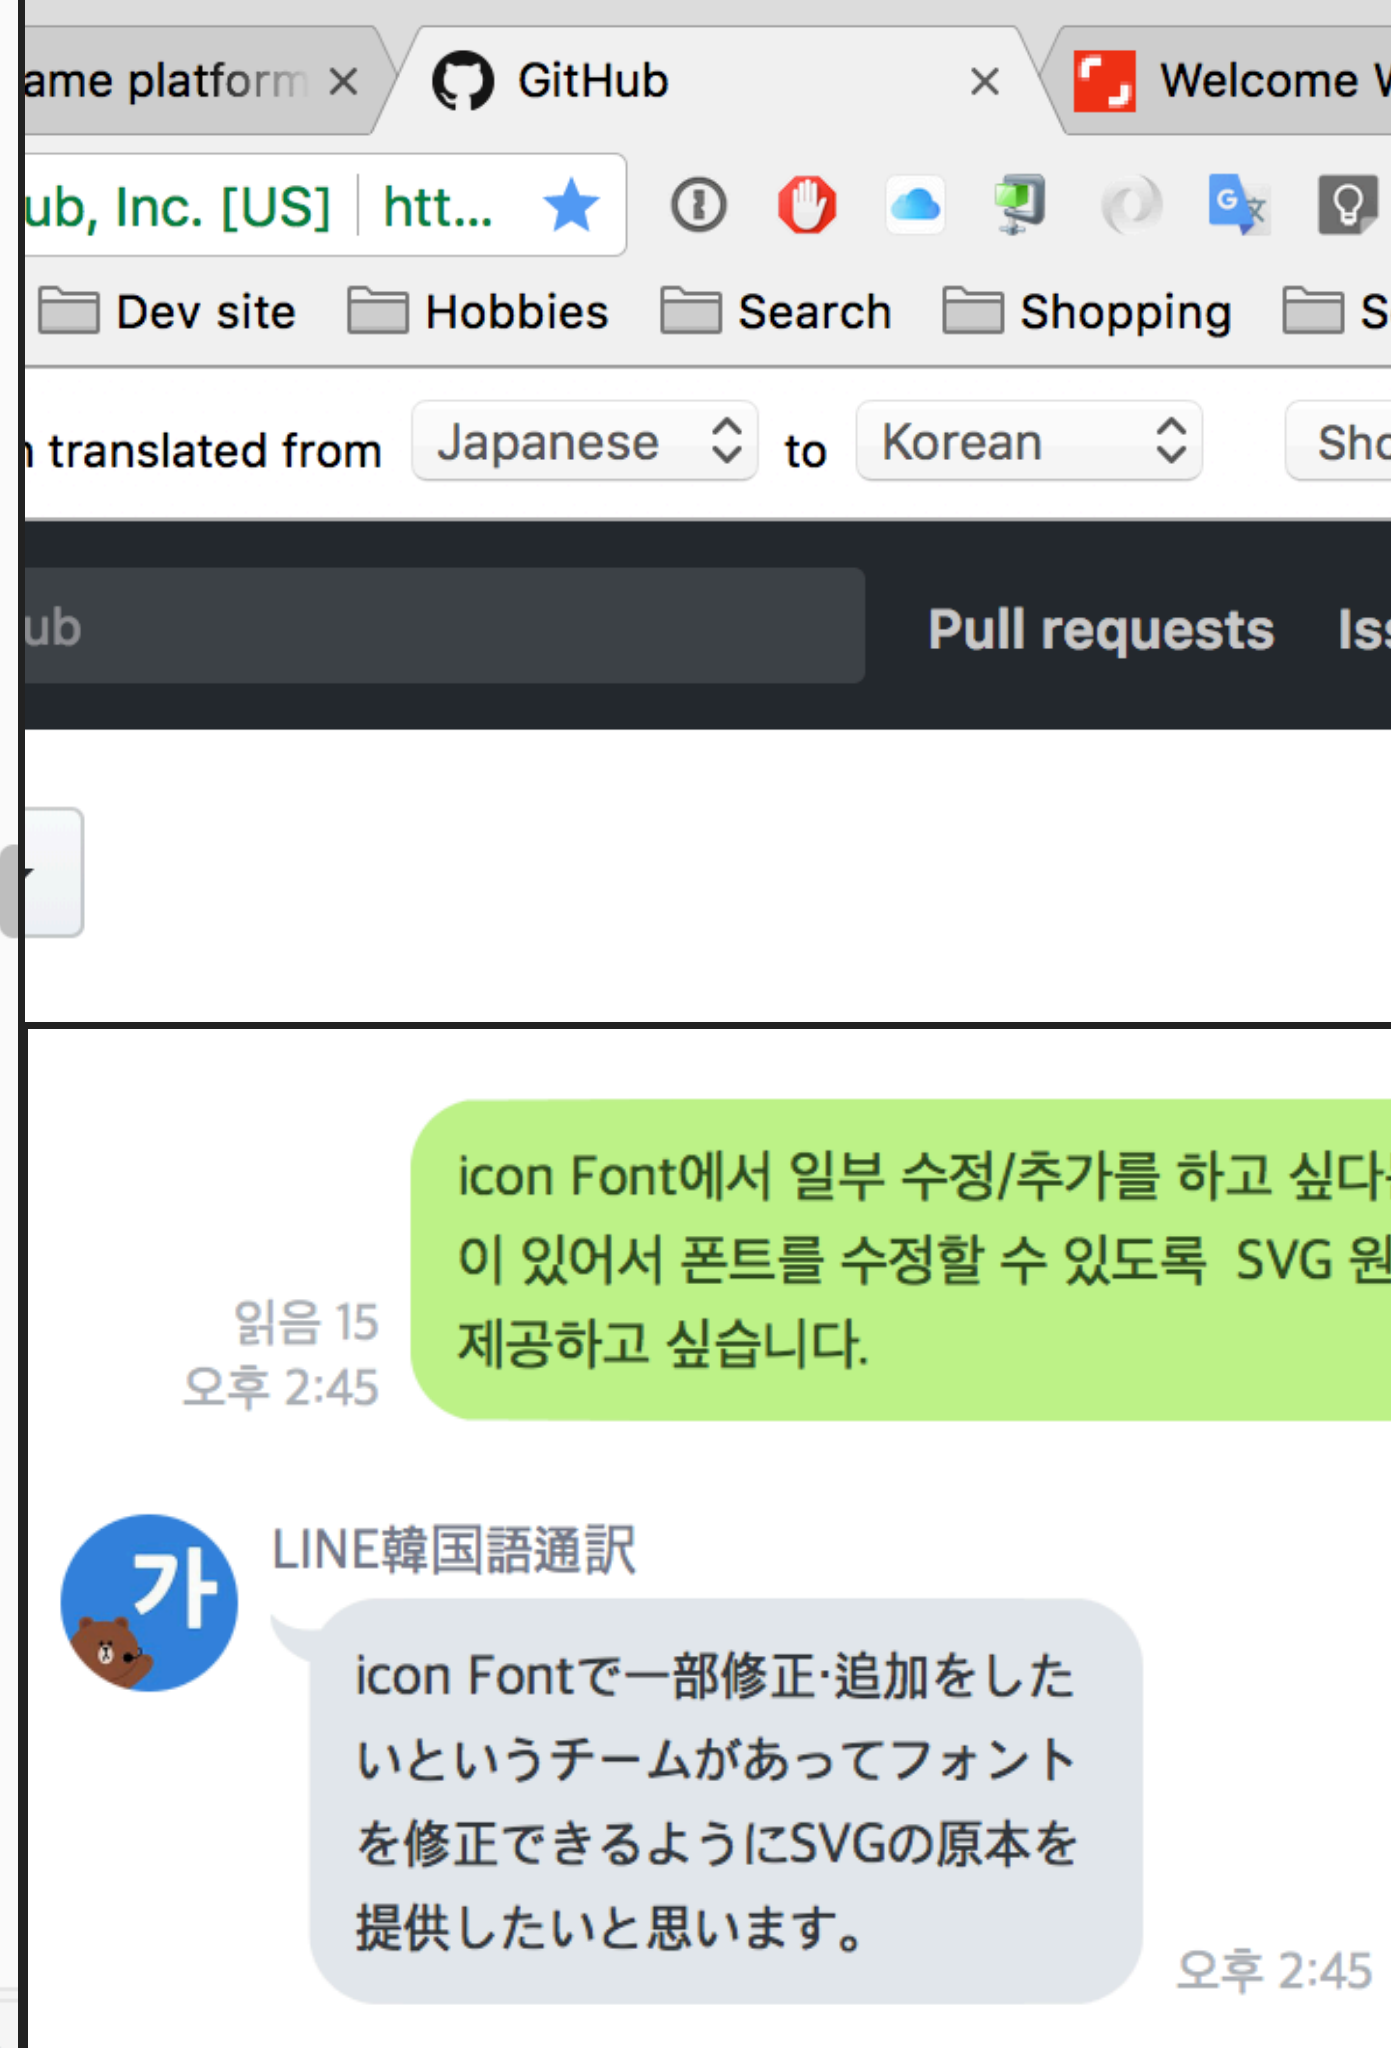 ame platform
GitHub
Welcome
ub, Inc. [US] htt...
Dev site Hobbies Search Shopping
translated from Japanese to Korean
ub Pull requests
icon Font에서 일부 수정/추가를 하고
이 있어서 폰트를 수정할 수 있도록 SVG 원
제공하고 싶습니다.
읽음 15
오후 2:45
가
LINE韓国語通訳
icon Fontで一部修正·追加をした
いというチームがあってフォント
を修正できるようにSVGの原本を
提供したいと思います。
오후 2:45